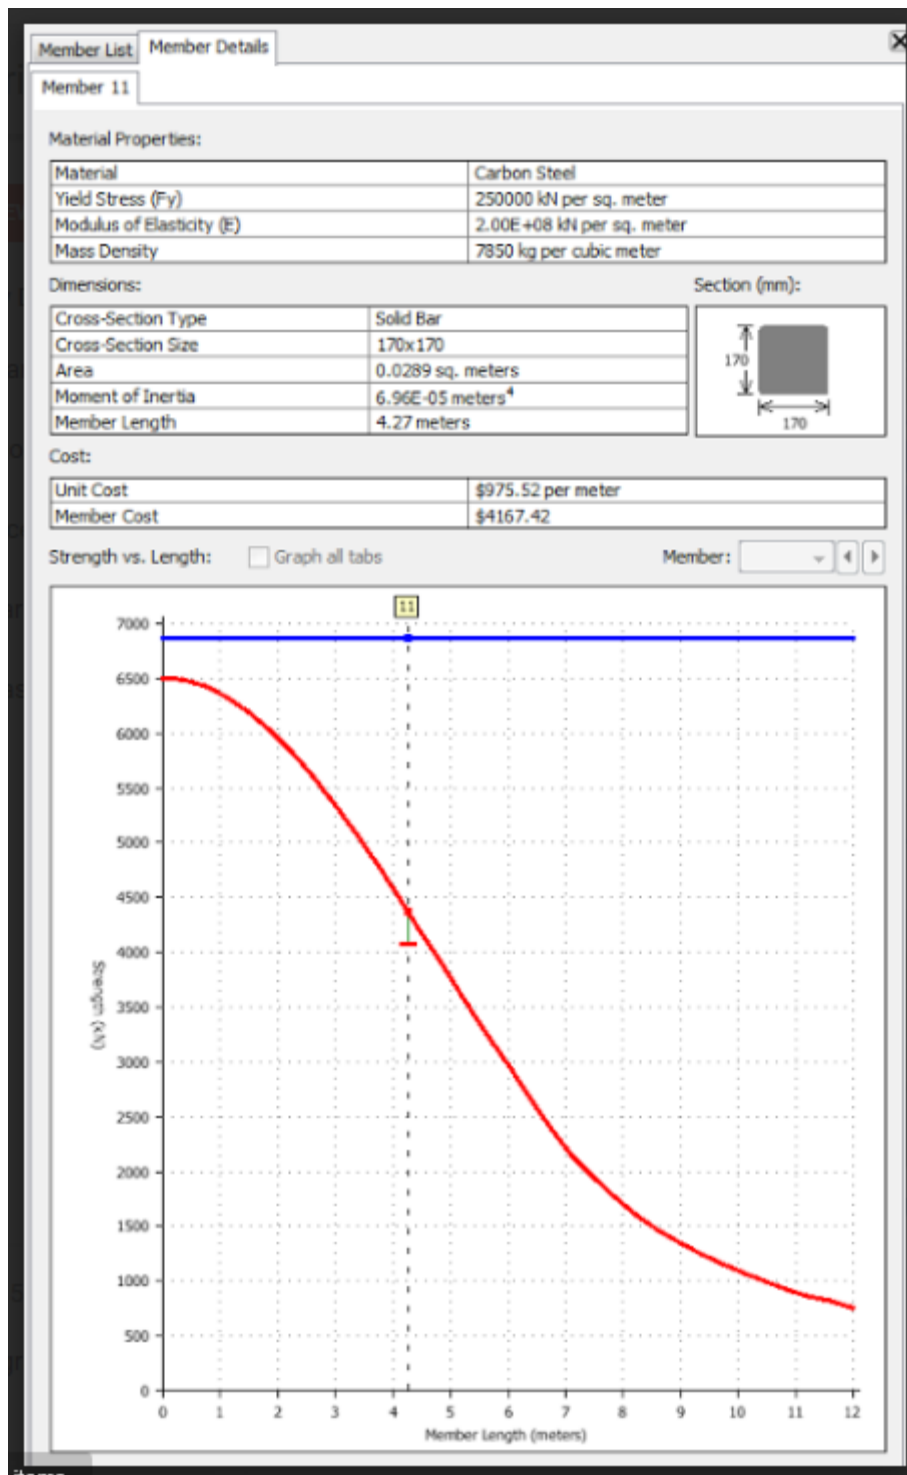 Member List Member Details
Member 11
Material Properties:
Material Carbon Steel
Yield Stress (Fy) 250000 kN per sq. meter
Modulus of Elasticity (E) 2.00E+08 kN per sq. meter
Mass Density 7850 kg per cubic meter
Dimensions: Section (mm):
Cross-Section Type Solid Bar
Cross-Section Size 170x170
Area 0.0289 sq. meters
Moment of Inertia 6.96E-05 meters⁴
Member Length 4.27 meters
170
170
Cost:
Unit Cost $975.52 per meter
Member Cost $4167.42
Strength vs. Length: Graph all tabs Member:
11
7000
6500
6000
5500
5000
4500
4000
3500
3000
2500
2000
1500
1000
500
0
Strength (kN)
0 1 2 3 4 5 6 7 8 9 10 11 12
Member Length (meters)